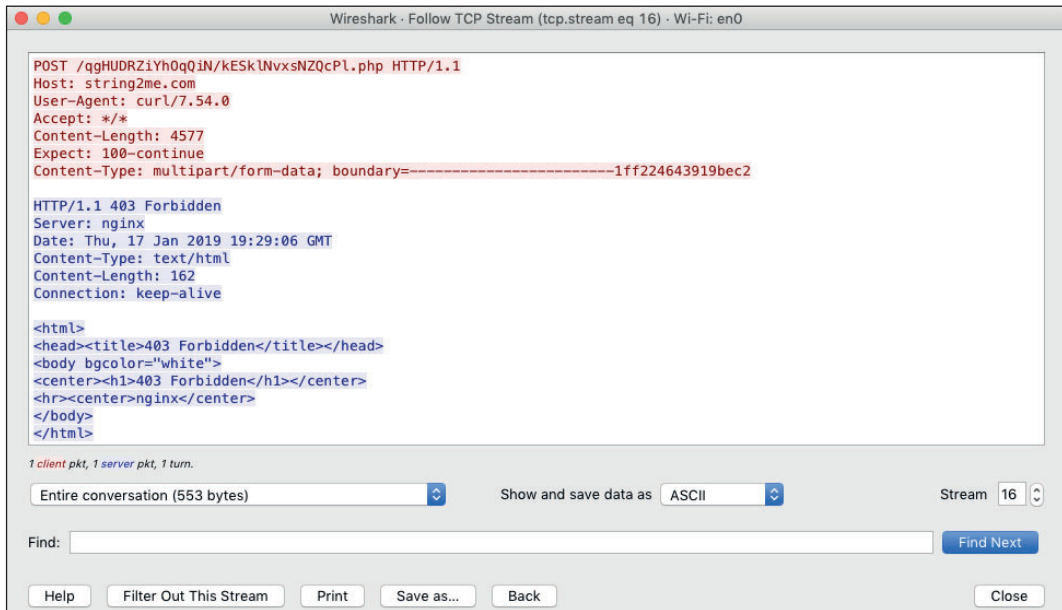 Wireshark · Follow TCP Stream (tcp.stream eq 16) · Wi-Fi: en0
POST /qgHUDRZiYhOqQiN/kESklNvxsNZQcPl.php HTTP/1.1
Host: string2me.com
User-Agent: curl/7.54.0
Accept: */*
Content-Length: 4577
Expect: 100-continue
Content-Type: multipart/form-data; boundary=------------------------1ff224643919bec2
HTTP/1.1 403 Forbidden
Server: nginx
Date: Thu, 17 Jan 2019 19:29:06 GMT
Content-Type: text/html
Content-Length: 162
Connection: keep-alive
<html>
<head><title>403 Forbidden</title></head>
<body bgcolor="white">
<center><h1>403 Forbidden</h1></center>
<hr><center>nginx</center>
</body>
</html>
1 client pkt, 1 server pkt, 1 turn.
Entire conversation (553 bytes) Show and save data as ASCII Stream 16
Find: Find Next
Help Filter Out This Stream Print Save as... Back Close